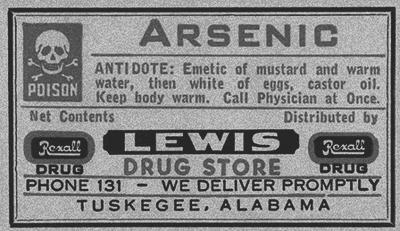 ARSENIC
POISON
ANTIDOTE: Emetic of mustard and warm
water, then white of eggs, castor oil.
Keep body warm. Call Physician at Once.
Net Contents Distributed by
Rexall LEWIS Rexall
DRUG DRUG STORE DRUG
PHONE 131 - WE DELIVER PROMPTLY
TUSKEGEE, ALABAMA